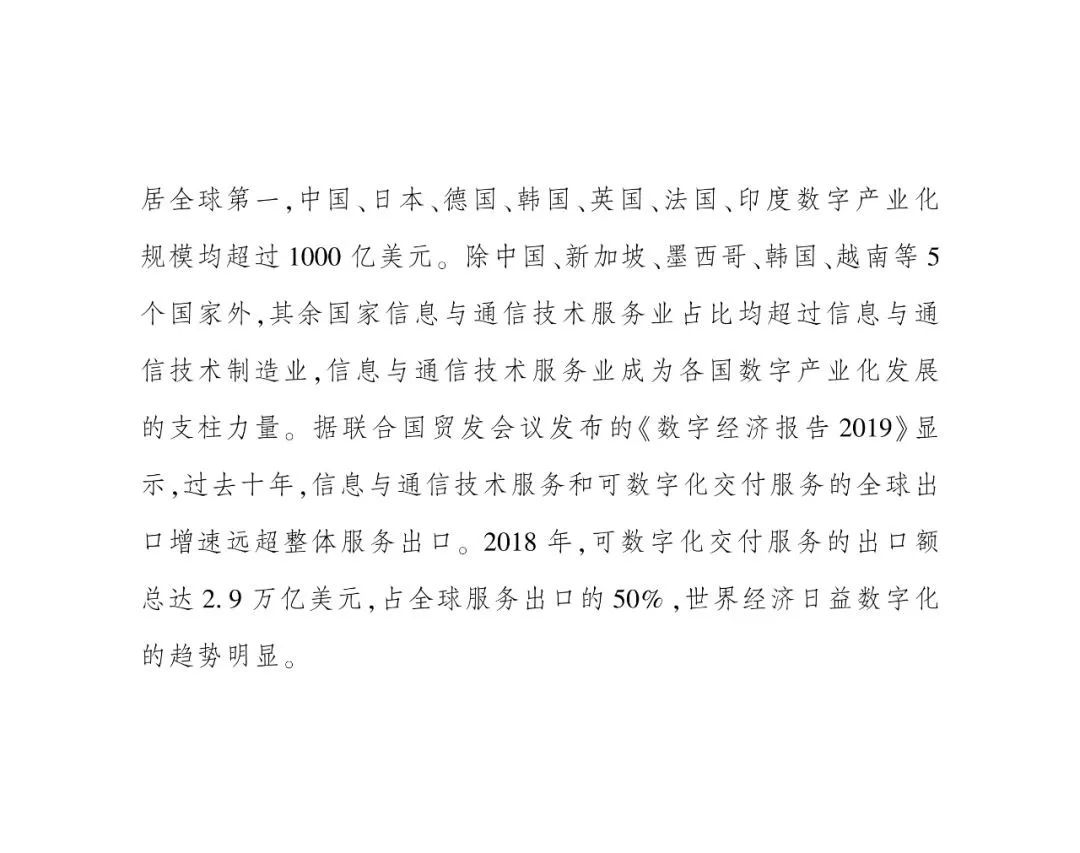 居全球第一,中国、日本、德国、韩国、英国、法国、印度数字产业化
规模均超过1000亿美元。除中国、新加坡、墨西哥、韩国、越南等5
个国家外,其余国家信息与通信技术服务业占比均超过信息与通
信技术制造业,信息与通信技术服务业成为各国数字产业化发展
的支柱力量。据联合国贸发会议发布的《数字经济报告2019》显
示,过去十年,信息与通信技术服务和可数字化交付服务的全球出
口增速远超整体服务出口。2018年,可数字化交付服务的出口额
总达2.9万亿美元,占全球服务出口的50%,世界经济日益数字化
的趋势明显。